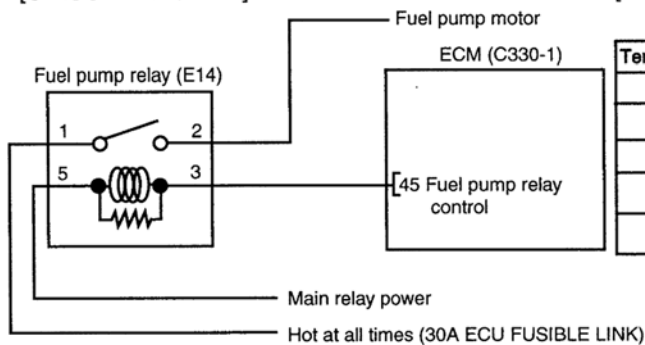 Fuel pump motor
ECM (C330-1)
Fuel pump relay (E14)
1
2
5
3
45 Fuel pump relay
control
Main relay power
Hot at all times (30A ECU FUSIBLE LINK)